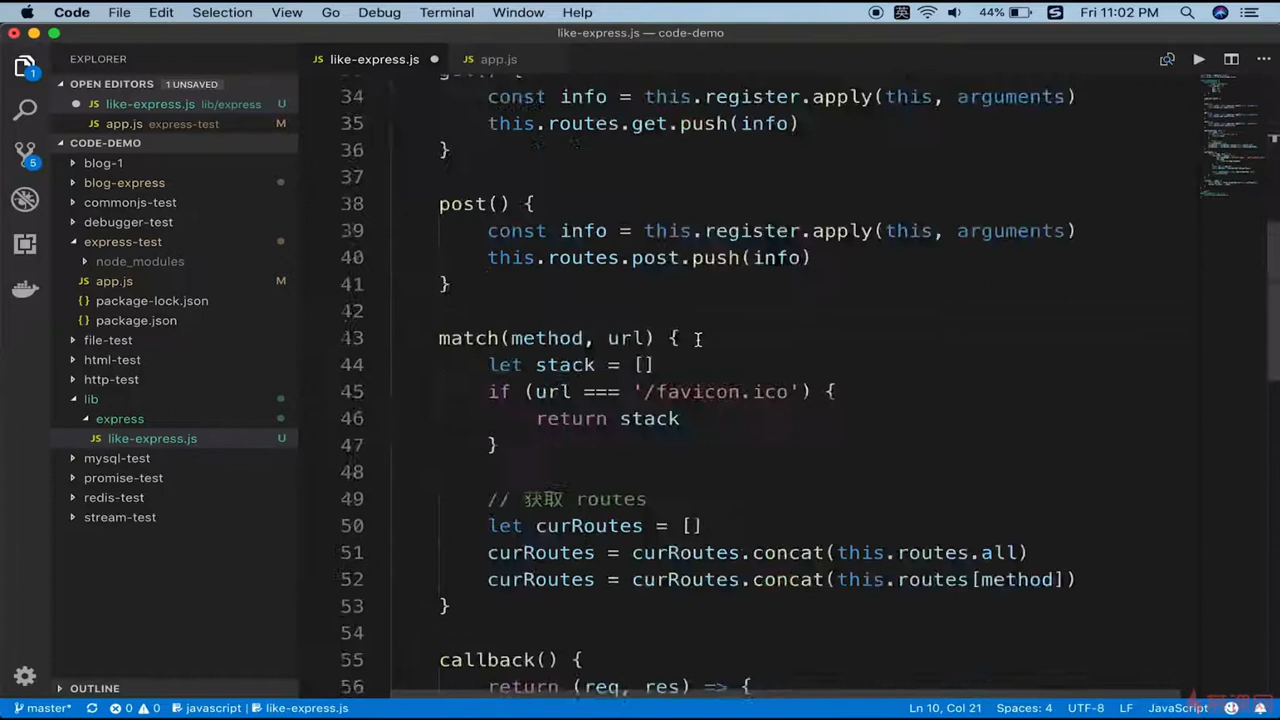 Code File Edit Selection View Go Debug Terminal Window Help 英 44% S Fri 11:02 PM
like-express.js — code-demo
EXPLORER
like-express.js
app.js
OPEN EDITORS 1 UNSAVED
JS like-express.js lib/express U
JS app.js express-test M
CODE-DEMO
blog-1
blog-express
commonjs-test
debugger-test
express-test
node_modules
JS app.js M
{} package-lock.json
{} package.json
file-test
html-test
http-test
lib
express
JS like-express.js U
mysql-test
promise-test
redis-test
stream-test
OUTLINE
1
5
34 const info = this.register.apply(this, arguments)
35 this.routes.get.push(info)
36 }
37
38 post() {
39 const info = this.register.apply(this, arguments)
40 this.routes.post.push(info)
41 }
42
43 match(method, url) {
44 let stack = []
45 if (url === '/favicon.ico') {
46 return stack
47 }
48
49 // 获取 routes
50 let curRoutes = []
51 curRoutes = curRoutes.concat(this.routes.all)
52 curRoutes = curRoutes.concat(this.routes[method])
53 }
54
55 callback() {
56 return (req, res) => {
master* 0 0 javascript like-express.js Ln 10, Col 21 Spaces: 4 UTF-8 LF JavaScript